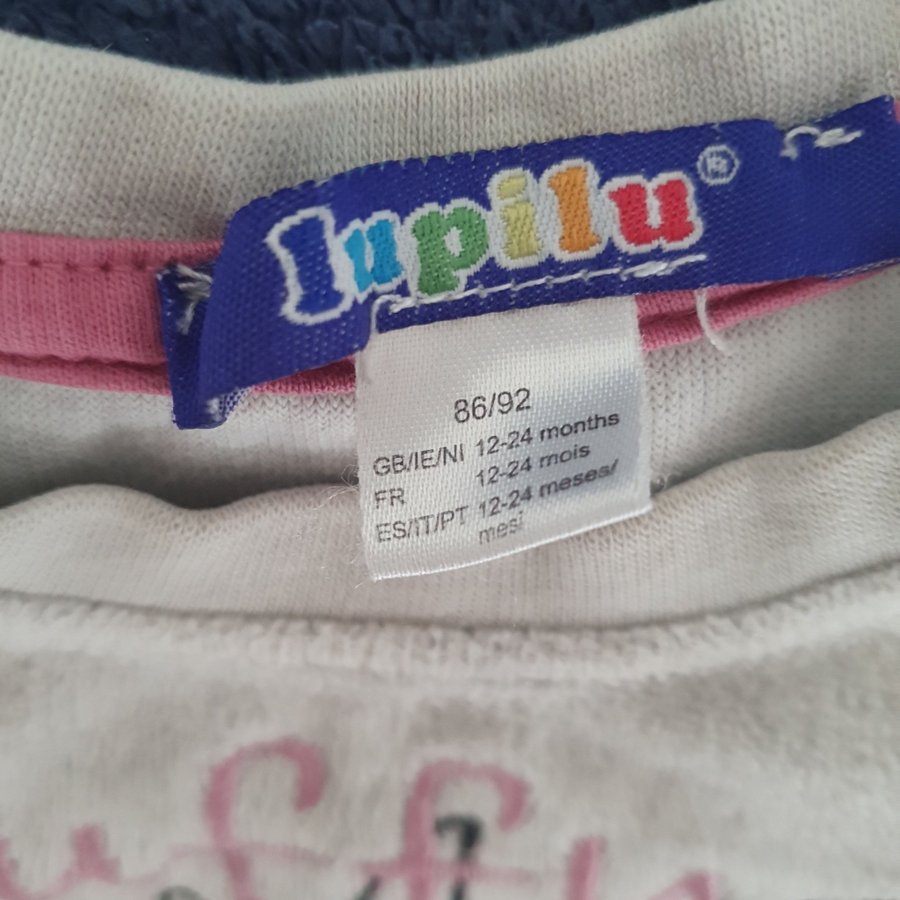 lupilu®
86/92
GB/IE/NI 12-24 months
FR 12-24 mois
ES/IT/PT 12-24 meses/
mesi